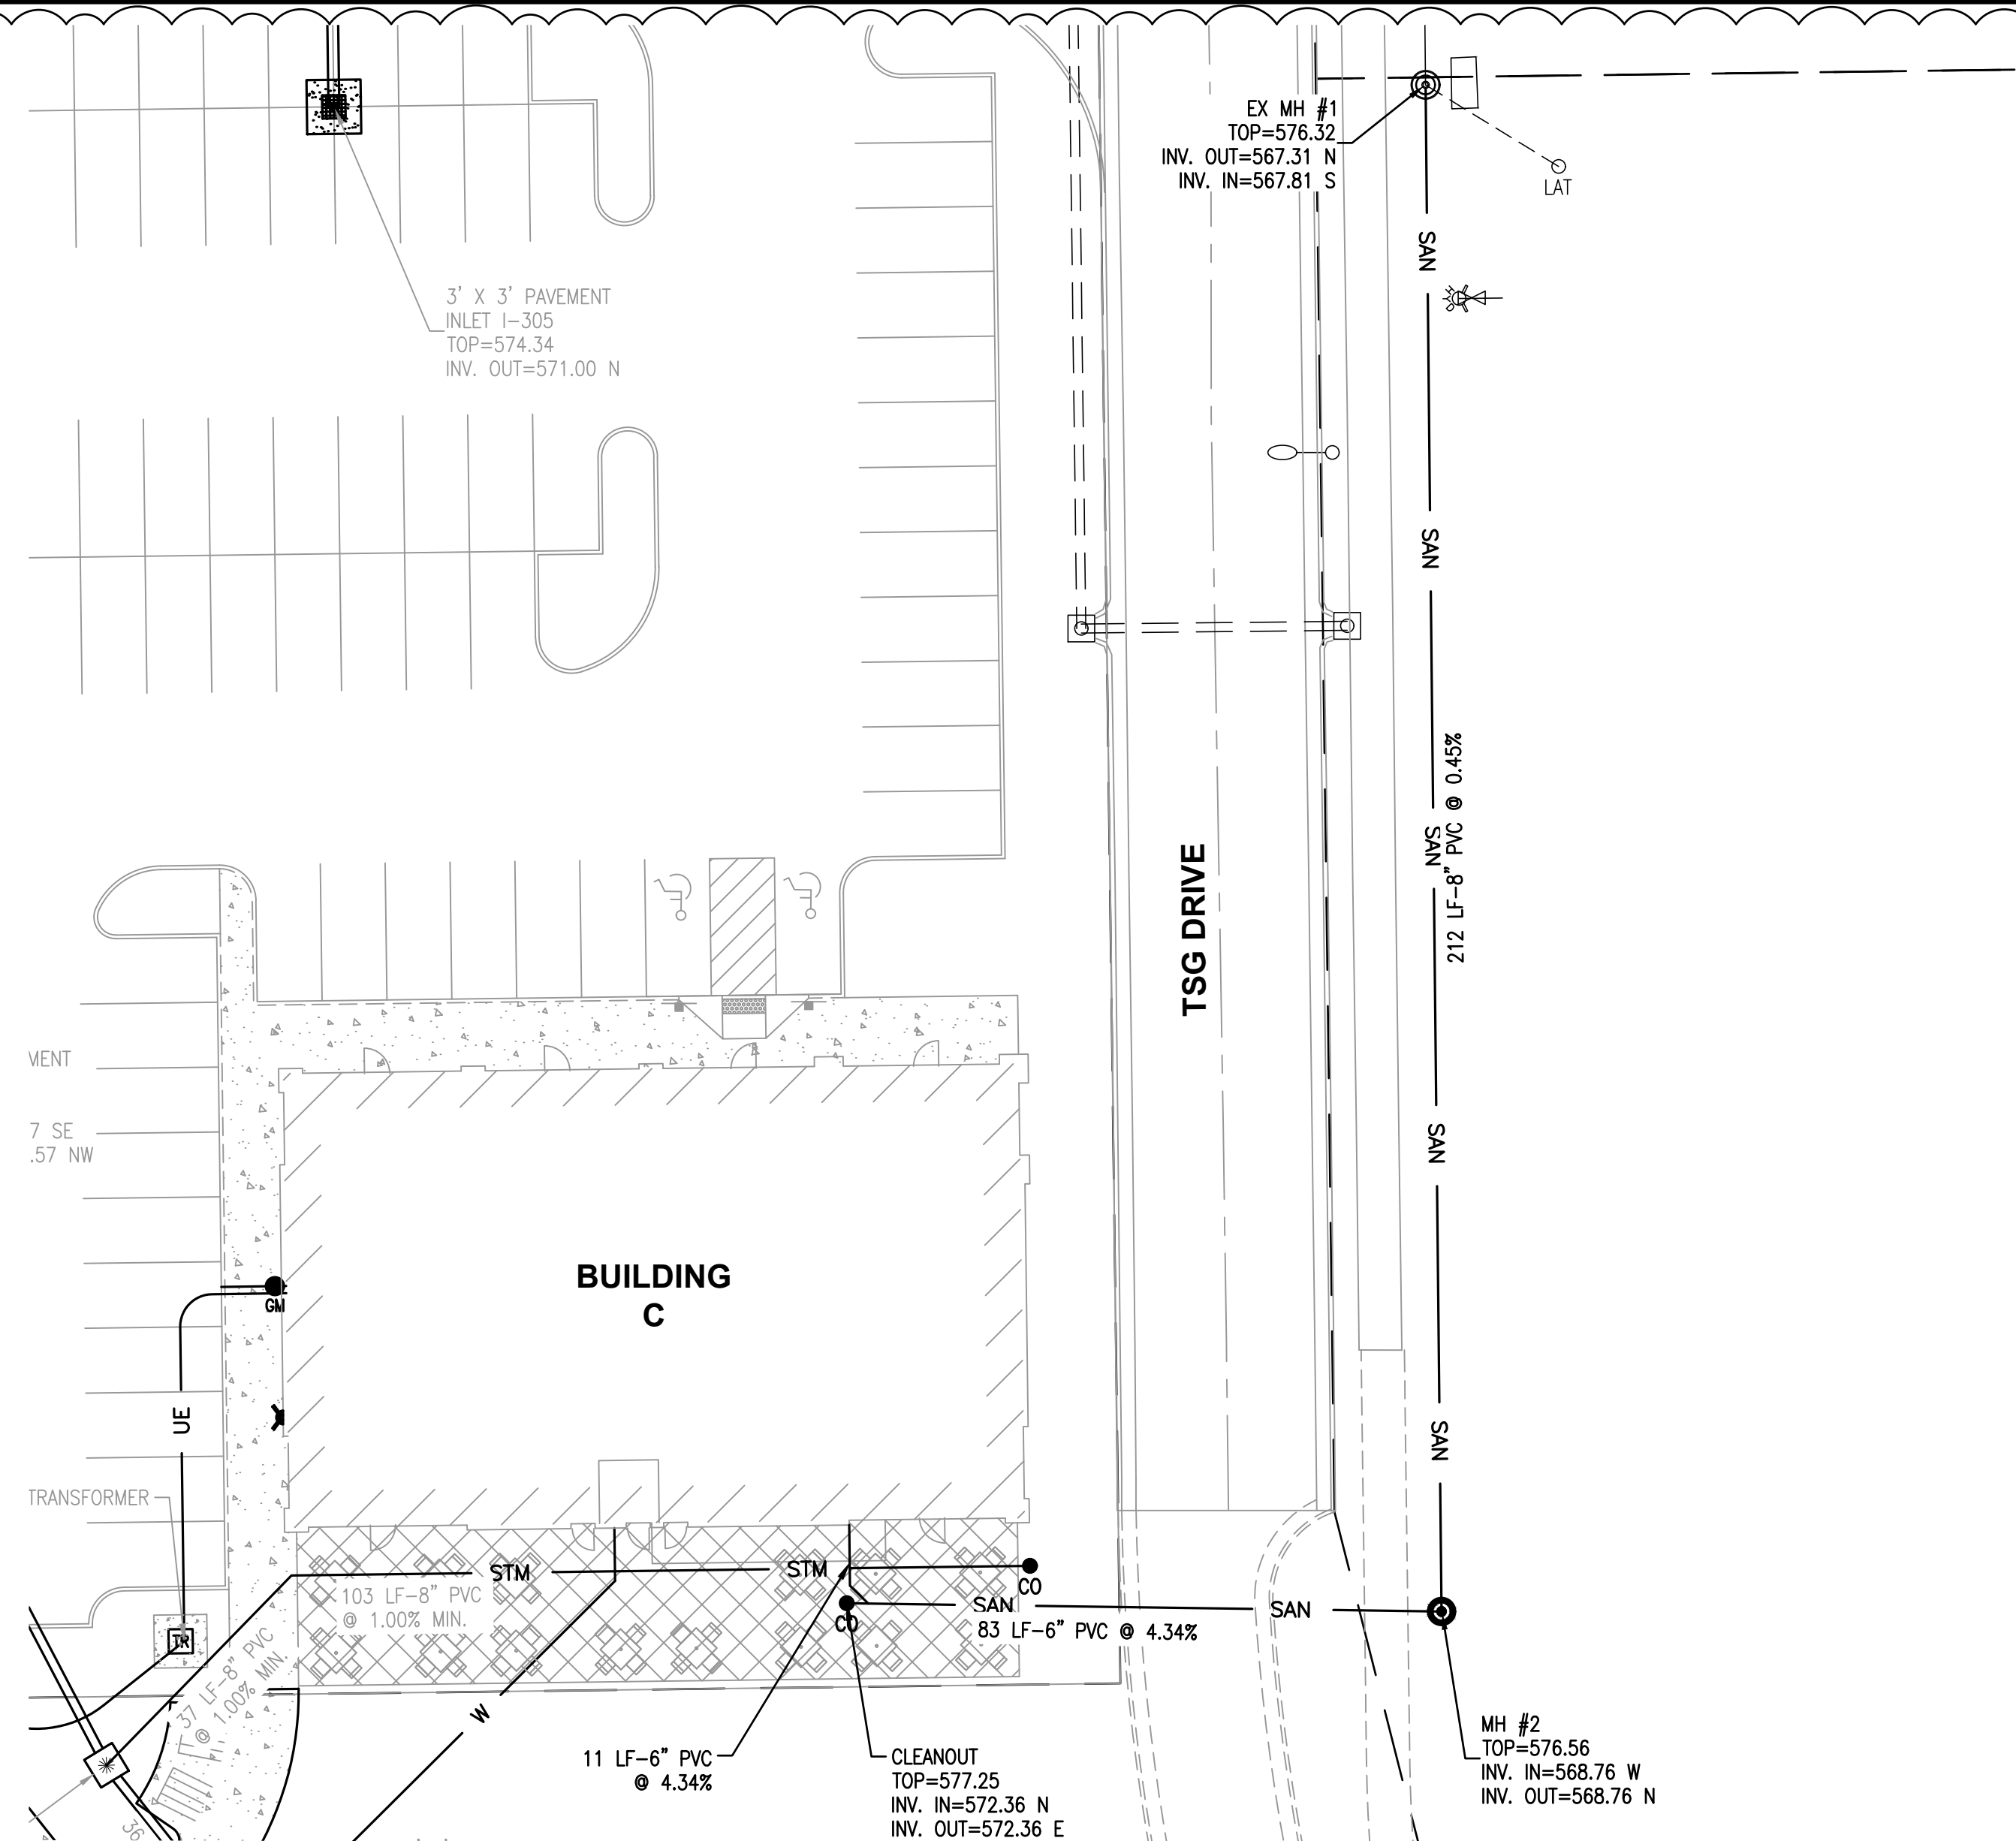 EX MH #1
TOP=576.32
INV. OUT=567.31 N
INV. IN=567.81 S
LAT
SAN
HYD
3' X 3' PAVEMENT
INLET I-305
TOP=574.34
INV. OUT=571.00 N
SAN
212 LF-8" PVC @ 0.45%
SAN
TSG DRIVE
MENT
7 SE
.57 NW
SAN
BUILDING
C
GM
UE
SAN
TRANSFORMER
STM
STM
103 LF-8" PVC
@ 1.00% MIN.
CO
CO
SAN
SAN
83 LF-6" PVC @ 4.34%
TR
37 LF-8" PVC
@ 1.00% MIN.
W
11 LF-6" PVC
@ 4.34%
CLEANOUT
TOP=577.25
INV. IN=572.36 N
INV. OUT=572.36 E
MH #2
TOP=576.56
INV. IN=568.76 W
INV. OUT=568.76 N
36